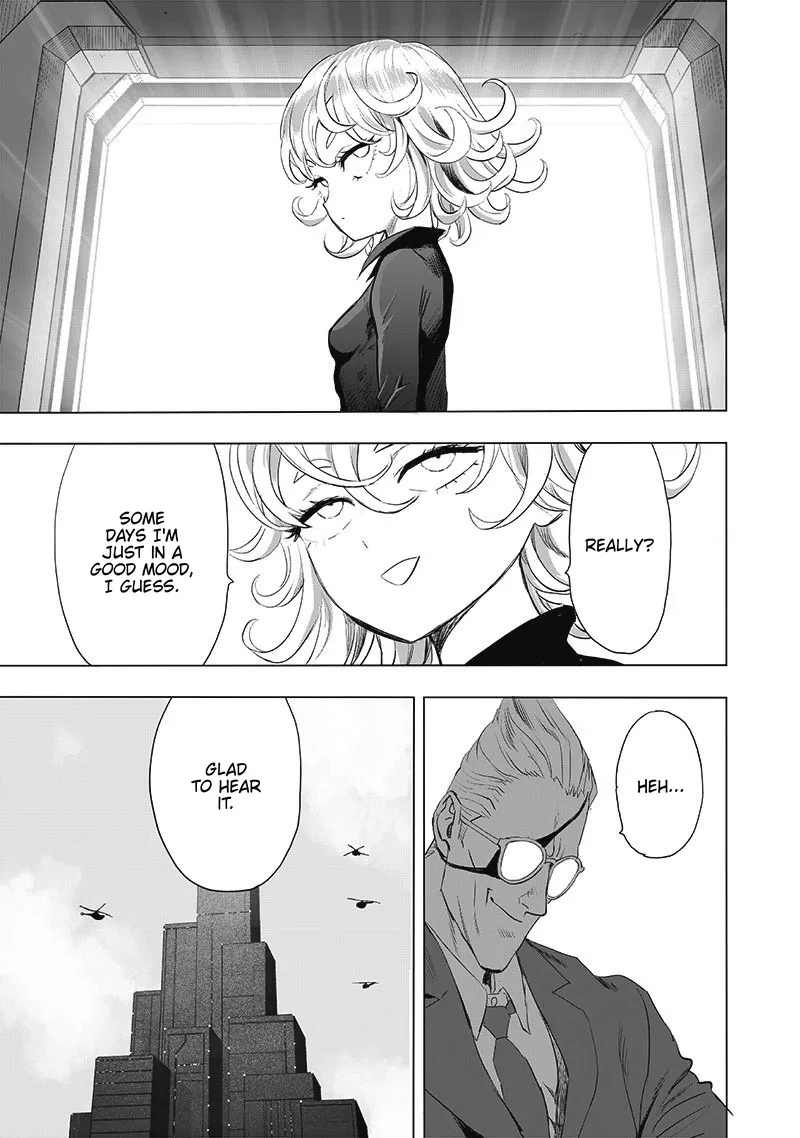 REALLY?
SOME
DAYS I'M
JUST IN A
GOOD MOOD,
I GUESS.
HEH...
GLAD
TO HEAR
IT.